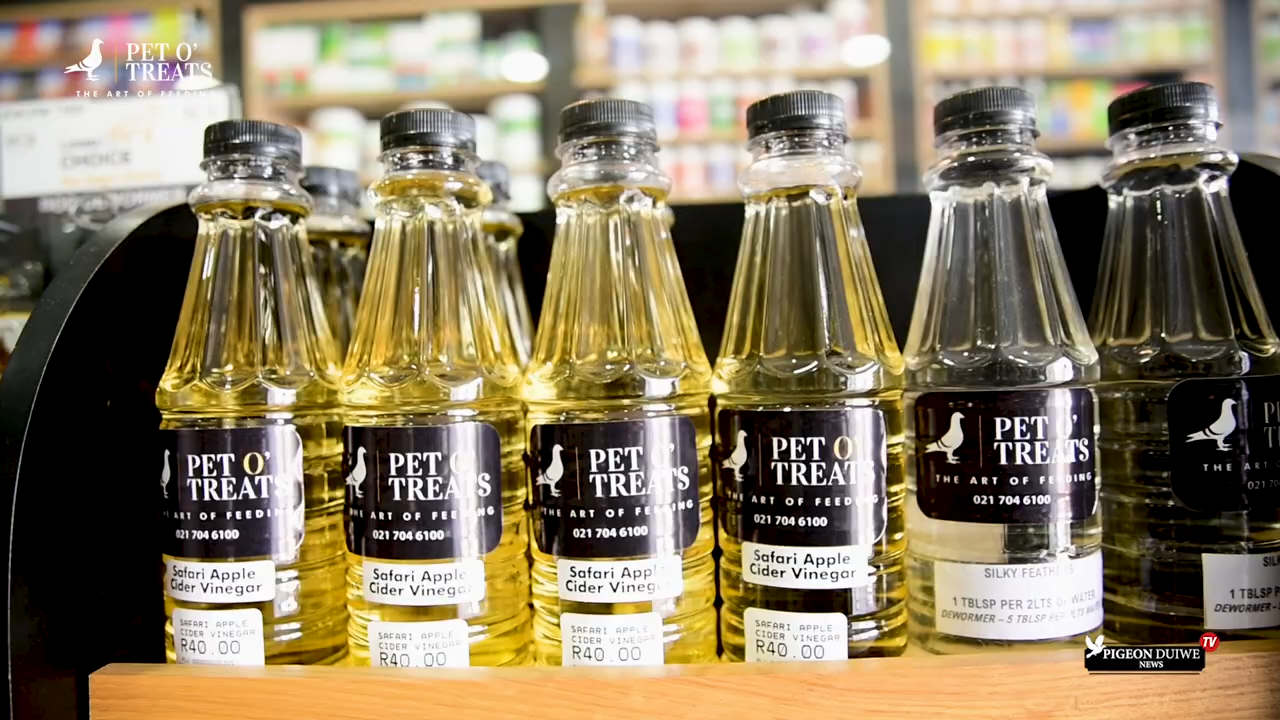 PET O'
TREATS
THE ART OF FEEDING
CHOICE
PET O'
TREATS
THE ART OF FEEDING
021 704 6100
Safari Apple
Cider Vinegar
SAFARI APPLE
CIDER VINEGAR
R40.00
PET O'
TREATS
THE ART OF FEEDING
021 704 6100
Safari Apple
Cider Vinegar
SAFARI APPLE
CIDER VINEGAR
R40.00
PET O'
TREATS
THE ART OF FEEDING
021 704 6100
Safari Apple
Cider Vinegar
SAFARI APPLE
CIDER VINEGAR
R40.00
PET O'
TREATS
THE ART OF FEEDING
021 704 6100
Safari Apple
Cider Vinegar
SAFARI APPLE
CIDER VINEGAR
R40.00
PET O'
TREATS
THE ART OF FEEDING
021 704 6100
SILKY FEATHERS
1 TBLSP PER 2LTS OF WATER
DEWORMER – 5 TBLSP PER
THE ART
1 TBLSP
DEWORMER –
PIGEON DUIWE TV
NEWS